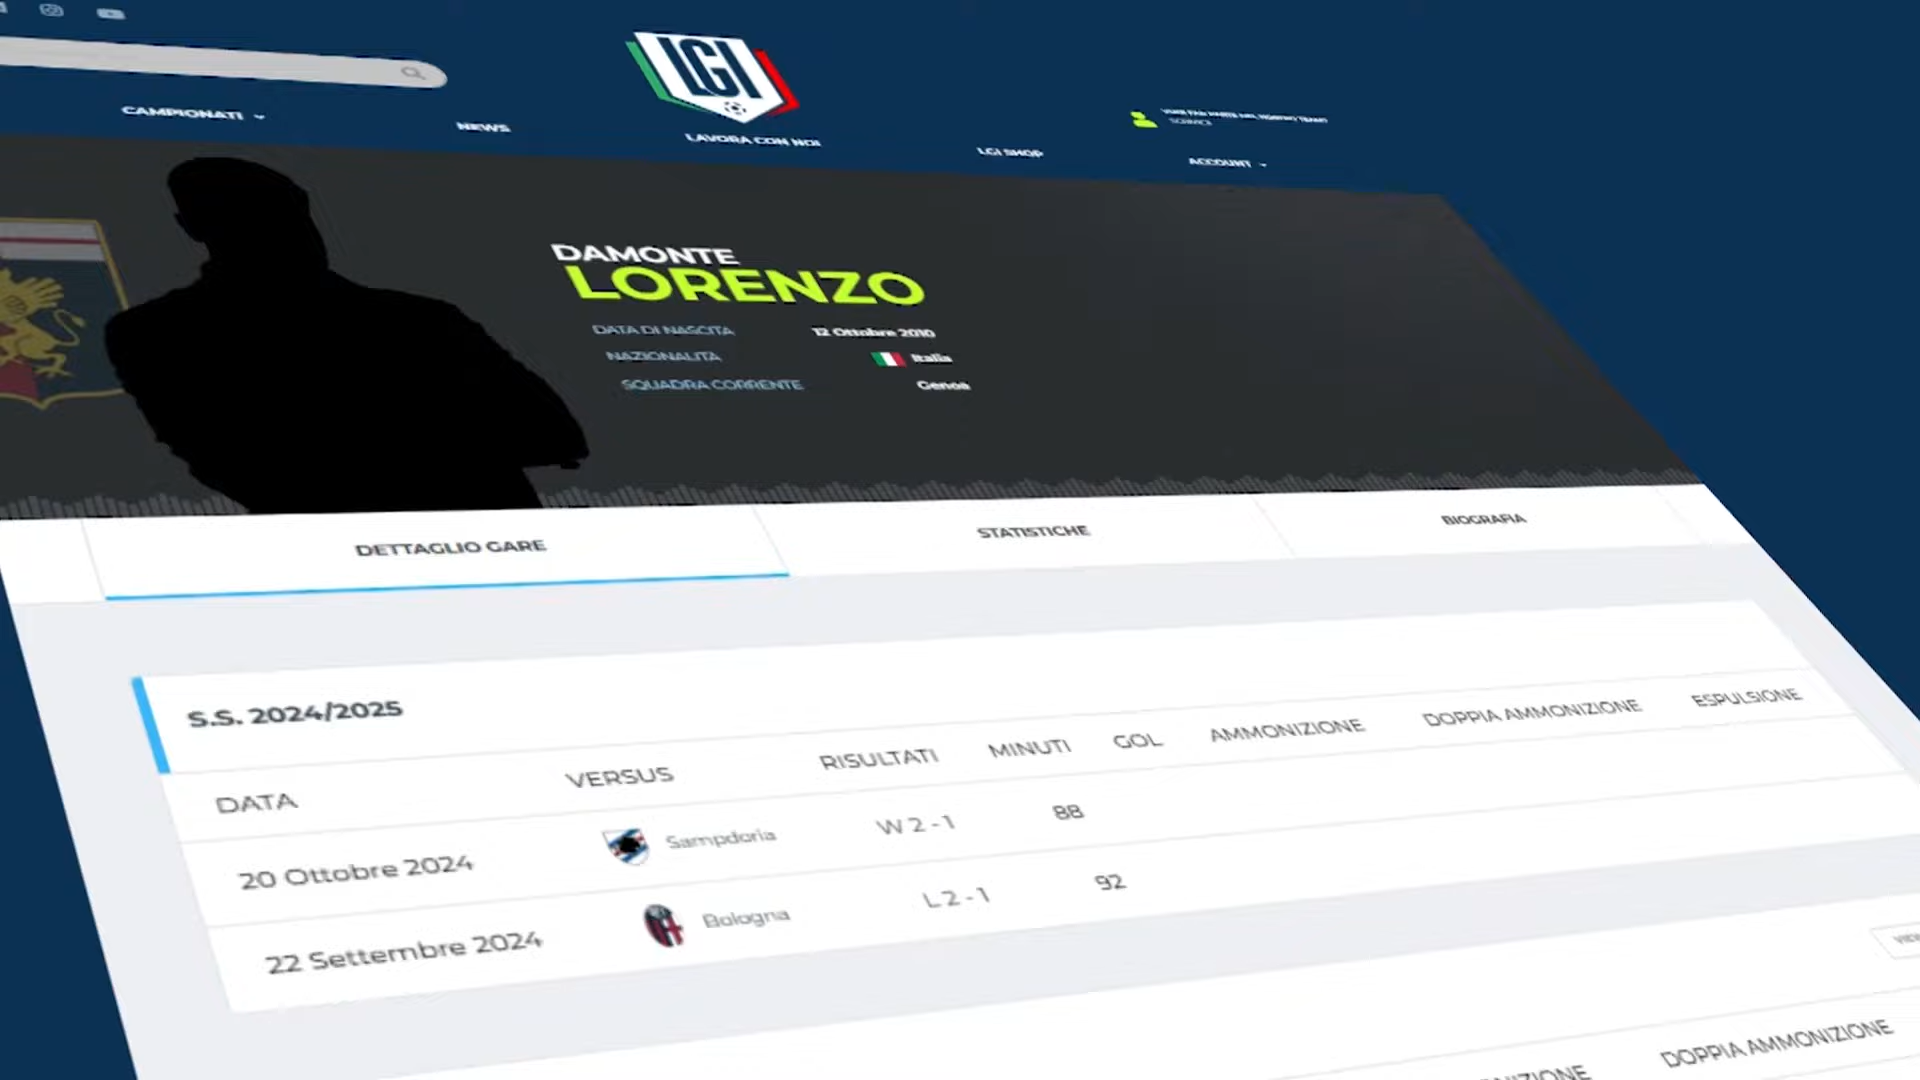 LGI
CAMPIONATI
NEWS
LAVORA CON NOI
LGI SHOP
ACCOUNT
DAMONTE
LORENZO
DATA DI NASCITA 12 Ottobre 2010
NAZIONALITA Italia
SQUADRA CORRENTE Genoa
DETTAGLIO GARE
STATISTICHE
BIOGRAFIA
S.S. 2024/2025
DATA VERSUS RISULTATI MINUTI GOL AMMONIZIONE DOPPIA AMMONIZIONE ESPULSIONE
20 Ottobre 2024 Sampdoria W 2 - 1 88
22 Settembre 2024 Bologna L 2 - 1 92
DOPPIA AMMONIZIONE